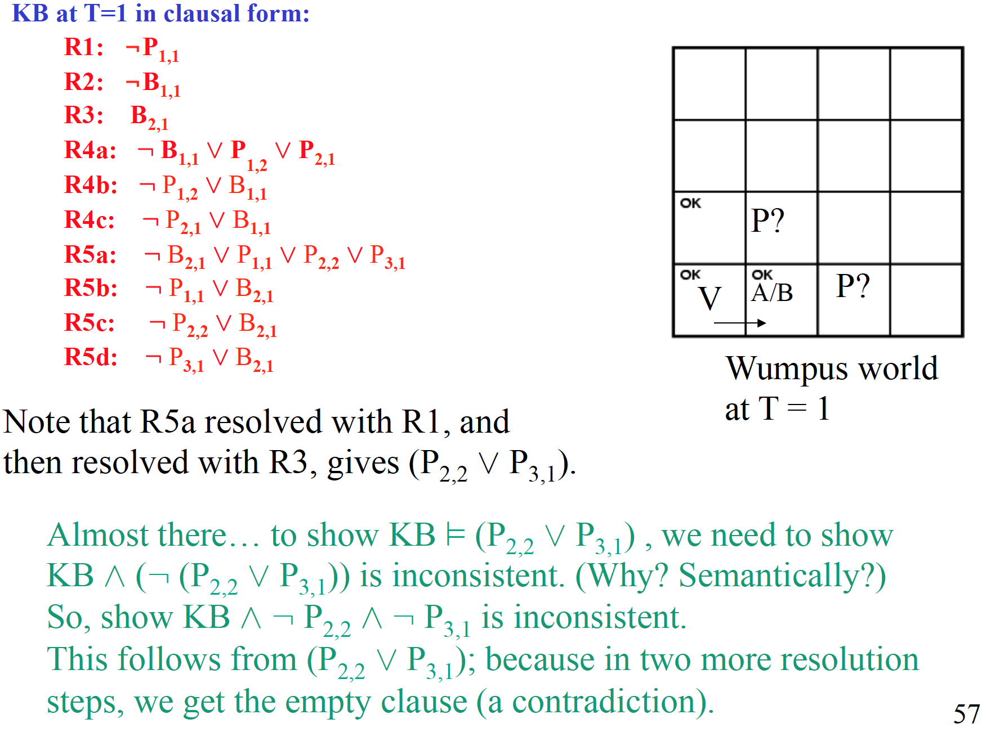 KB at T=1 in clausal form:
R1: ¬P1,1
R2: ¬B1,1
R3: B2,1
R4a: ¬ B1,1 ∨ P1,2 ∨ P2,1
R4b: ¬ P1,2 ∨ B1,1
R4c: ¬ P2,1 ∨ B1,1
R5a: ¬ B2,1 ∨ P1,1 ∨ P2,2 ∨ P3,1
R5b: ¬ P1,1 ∨ B2,1
R5c: ¬ P2,2 ∨ B2,1
R5d: ¬ P3,1 ∨ B2,1
OK
P?
OK
V
OK
A/B
P?
Wumpus world
at T = 1
Note that R5a resolved with R1, and
then resolved with R3, gives (P2,2 ∨ P3,1).
Almost there… to show KB ⊨ (P2,2 ∨ P3,1) , we need to show
KB ∧ (¬ (P2,2 ∨ P3,1)) is inconsistent. (Why? Semantically?)
So, show KB ∧ ¬ P2,2 ∧ ¬ P3,1 is inconsistent.
This follows from (P2,2 ∨ P3,1); because in two more resolution
steps, we get the empty clause (a contradiction).
57